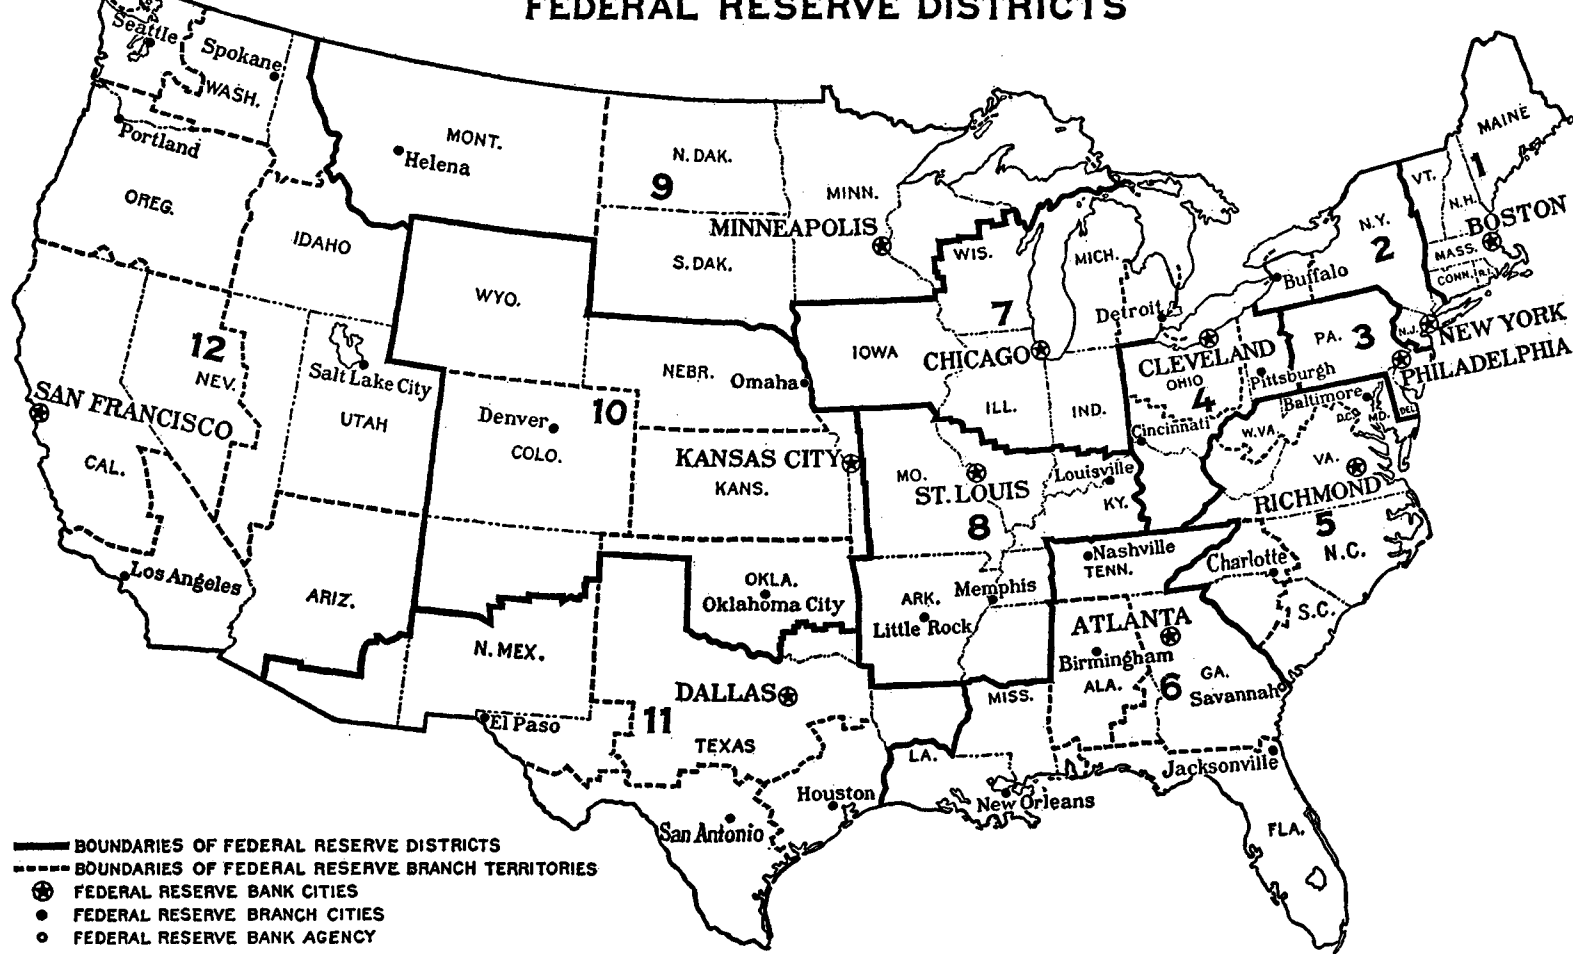 FEDERAL RESERVE DISTRICTS
Seattle
Spokane
WASH.
Portland
OREG.
IDAHO
MONT.
Helena
N. DAK.
9
MINN.
MINNEAPOLIS
S. DAK.
WYO.
WIS.
MICH.
7
Detroit
MAINE
VT.
1
N.H.
BOSTON
MASS.
CONN.
R.I.
N.Y.
2
Buffalo
N.J.
NEW YORK
PA.
3
PHILADELPHIA
12
NEV.
Salt Lake City
SAN FRANCISCO
UTAH
CAL.
Los Angeles
ARIZ.
NEBR.
Omaha
IOWA
CHICAGO
ILL.
IND.
CLEVELAND
OHIO
4
Pittsburgh
Cincinnati
Baltimore
D.C.
MD.
DEL.
W.VA.
VA.
RICHMOND
5
N.C.
Charlotte
S.C.
Denver
10
COLO.
KANSAS CITY
KANS.
MO.
ST. LOUIS
8
Louisville
KY.
Nashville
TENN.
Memphis
ARK.
Little Rock
OKLA.
Oklahoma City
N. MEX.
El Paso
DALLAS
11
TEXAS
Houston
San Antonio
LA.
New Orleans
MISS.
ATLANTA
Birmingham
ALA.
6
GA.
Savannah
Jacksonville
FLA.
BOUNDARIES OF FEDERAL RESERVE DISTRICTS
BOUNDARIES OF FEDERAL RESERVE BRANCH TERRITORIES
FEDERAL RESERVE BANK CITIES
FEDERAL RESERVE BRANCH CITIES
FEDERAL RESERVE BANK AGENCY